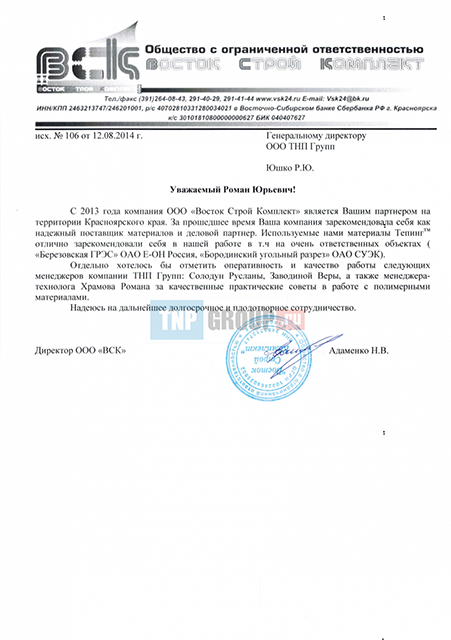 1
ВСК
ВОСТОК СТРОЙ КОМПЛЕКТ
Общество с ограниченной ответственностью
ВОСТОК СТРОЙ КОМПЛЕКТ
Тел./факс (391)264-08-43, 291-40-29, 291-41-44 www.vsk24.ru E-mail: Vsk24@bk.ru
ИНН/КПП 2463213747/246201001, р/с 40702810331280034021 в Восточно-Сибирском банке Сбербанка РФ г. Красноярска
к/с 30101810800000000627 БИК 040407627
исх. № 106 от 12.08.2014 г.
Генеральному директору
ООО ТНП Групп
Юшко Р.Ю.
Уважаемый Роман Юрьевич!
С 2013 года компания ООО «Восток Строй Комплект» является Вашим партнером на
территории Красноярского края. За прошедшее время Ваша компания зарекомендовала себя как
надежный поставщик материалов и деловой партнер. Используемые нами материалы Тепинг™
отлично зарекомендовали себя в нашей работе в т.ч на очень ответственных объектах (
«Березовская ГРЭС» ОАО Е-ОН Россия, «Бородинский угольный разрез» ОАО СУЭК).
Отдельно хотелось бы отметить оперативность и качество работы следующих
менеджеров компании ТНП Групп: Солодун Русланы, Заводиной Веры, а также менеджера-
технолога Храмова Романа за качественные практические советы в работе с полимерными
материалами.
Надеюсь на дальнейшее долгосрочное и плодотворное сотрудничество.
TNP GROUP.RU
Директор ООО «ВСК»
Адаменко Н.В.
"Восток
Строй
Комплект"
1
1